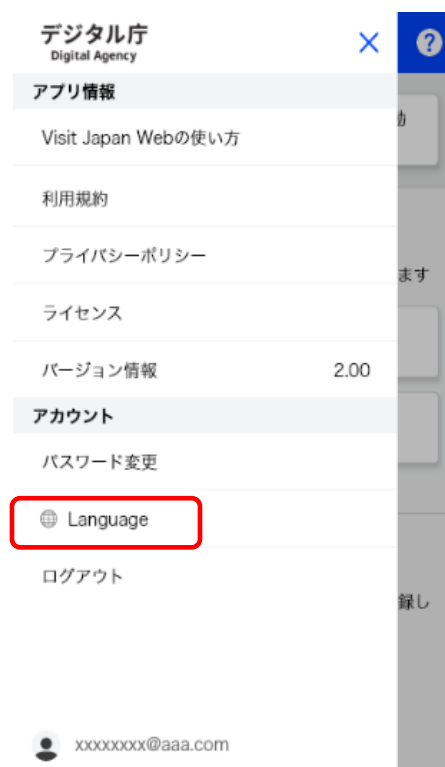 デジタル庁
Digital Agency
アプリ情報
Visit Japan Webの使い方
利用規約
プライバシーポリシー
ます
ライセンス
バージョン情報 2.00
アカウント
パスワード変更
Language
ログアウト
録し
xxxxxxxx@aaa.com